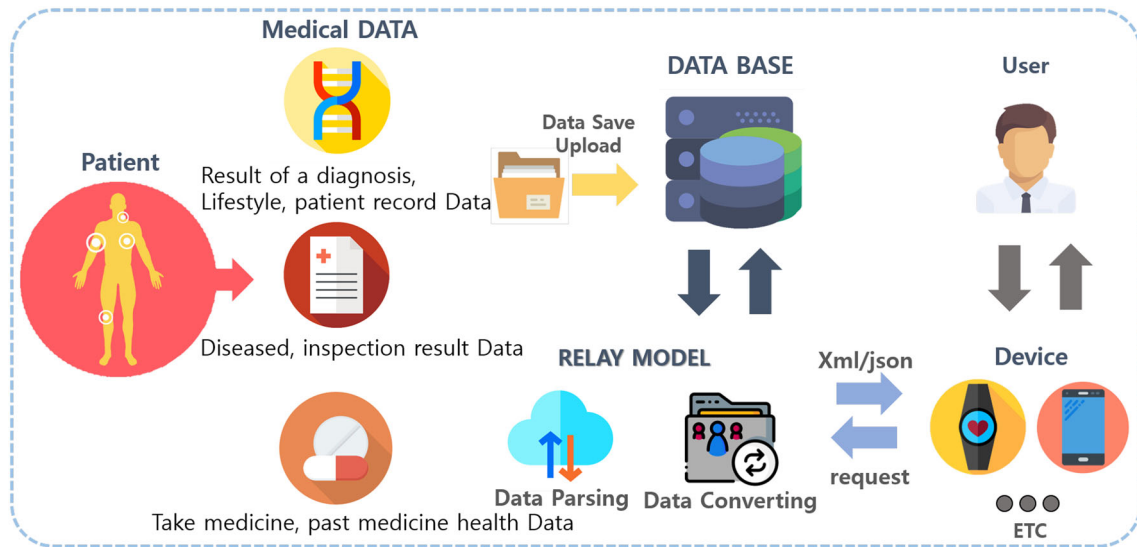 Medical DATA
Patient
Result of a diagnosis,
Lifestyle, patient record Data
Diseased, inspection result Data
Take medicine, past medicine health Data
Data Save
Upload
DATA BASE
RELAY MODEL
Data Parsing
Data Converting
Xml/json
request
User
Device
ETC